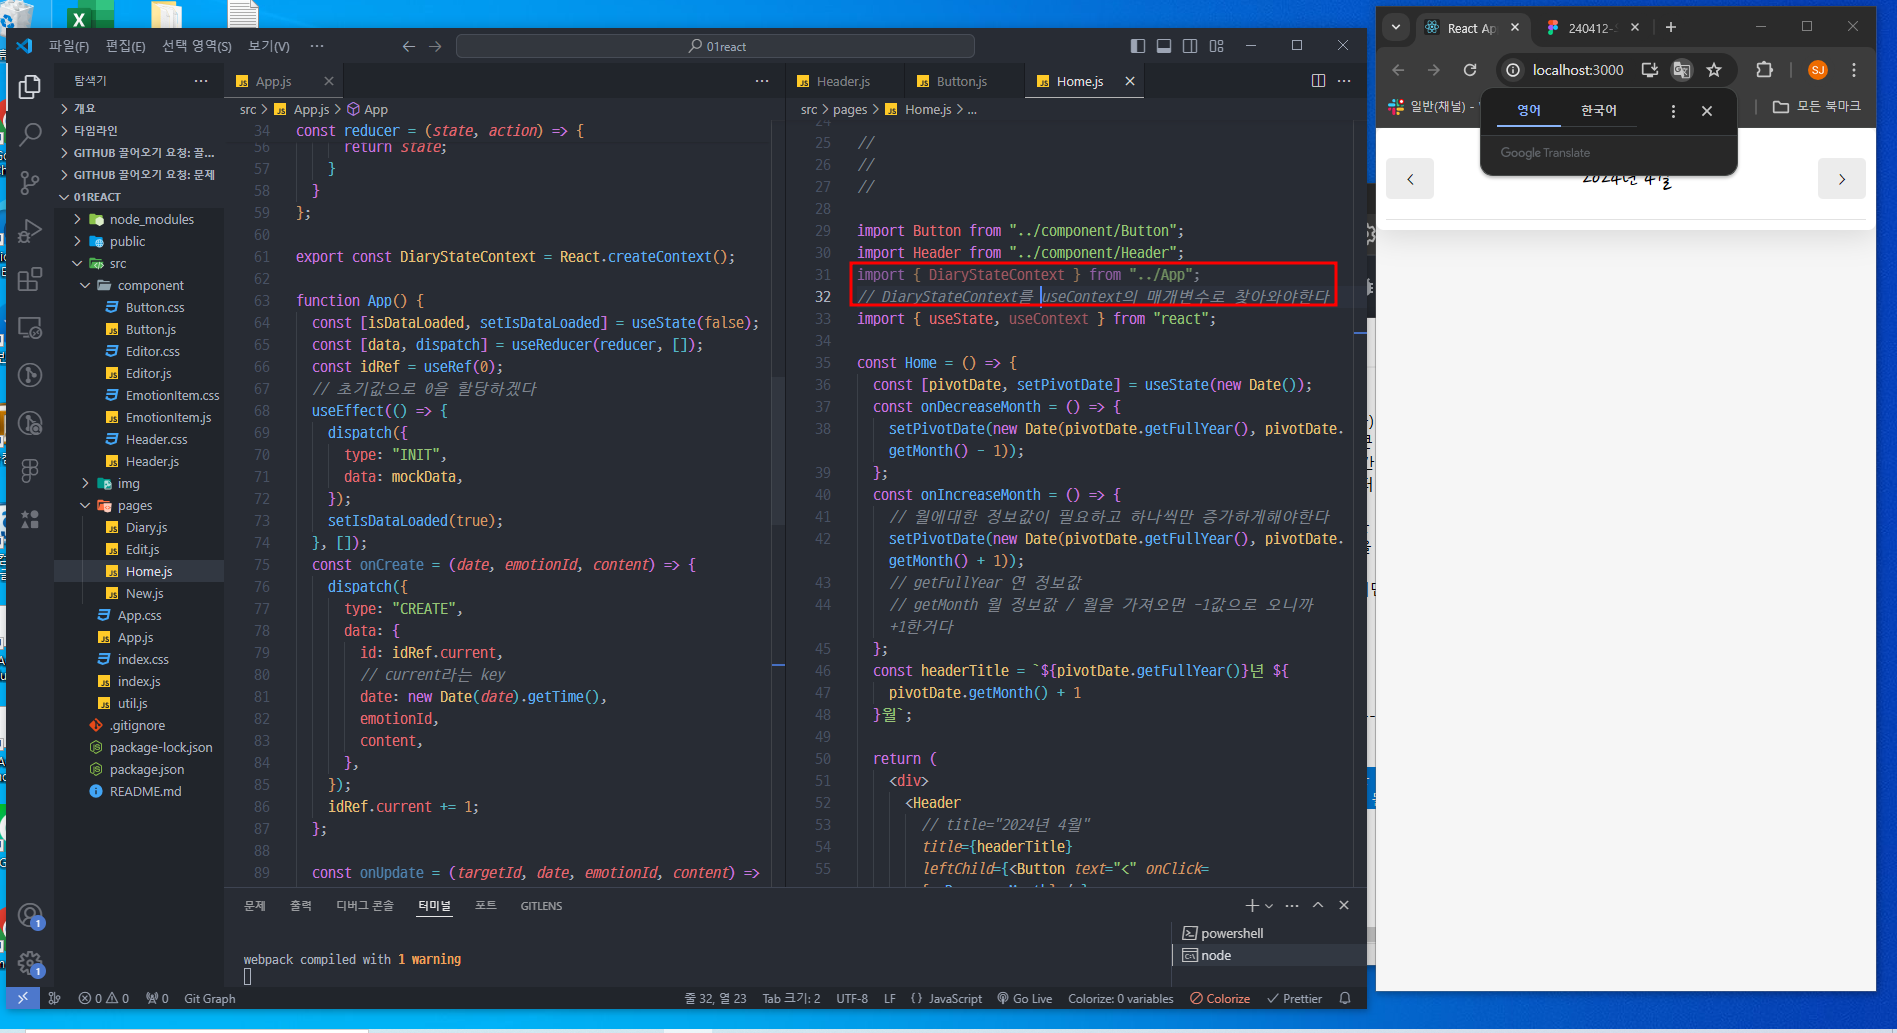 파일(F) 편집(E) 선택 영역(S) 보기(V) ··· 01react
탐색기
개요
타임라인
GITHUB 끌어오기 요청: 끌...
GITHUB 끌어오기 요청: 문제
01REACT
node_modules
public
src
component
Button.css
Button.js
Editor.css
Editor.js
EmotionItem.css
EmotionItem.js
Header.css
Header.js
img
pages
Diary.js
Edit.js
Home.js
New.js
App.css
App.js
index.css
index.js
util.js
.gitignore
package-lock.json
package.json
README.md
App.js
src > App.js > App
34 const reducer = (state, action) => {
56 return state;
57 }
58 }
59 };
60
61 export const DiaryStateContext = React.createContext();
62
63 function App() {
64 const [isDataLoaded, setIsDataLoaded] = useState(false);
65 const [data, dispatch] = useReducer(reducer, []);
66 const idRef = useRef(0);
67 // 초기값으로 0을 할당하겠다
68 useEffect(() => {
69 dispatch({
70 type: "INIT",
71 data: mockData,
72 });
73 setIsDataLoaded(true);
74 }, []);
75 const onCreate = (date, emotionId, content) => {
76 dispatch({
77 type: "CREATE",
78 data: {
79 id: idRef.current,
80 // current라는 key
81 date: new Date(date).getTime(),
82 emotionId,
83 content,
84 },
85 });
86 idRef.current += 1;
87 };
88
89 const onUpdate = (targetId, date, emotionId, content) =>
Header.js Button.js Home.js
src > pages > Home.js > ...
24
25 //
26 //
27 //
28
29 import Button from "../component/Button";
30 import Header from "../component/Header";
31 import { DiaryStateContext } from "../App";
32 // DiaryStateContext를 useContext의 매개변수로 찾아와야한다
33 import { useState, useContext } from "react";
34
35 const Home = () => {
36 const [pivotDate, setPivotDate] = useState(new Date());
37 const onDecreaseMonth = () => {
38 setPivotDate(new Date(pivotDate.getFullYear(), pivotDate.
getMonth() - 1));
39 };
40 const onIncreaseMonth = () => {
41 // 월에대한 정보값이 필요하고 하나씩만 증가하게해야한다
42 setPivotDate(new Date(pivotDate.getFullYear(), pivotDate.
getMonth() + 1));
43 // getFullYear 연 정보값
44 // getMonth 월 정보값 / 월을 가져오면 -1값으로 오니까
+1한거다
45 };
46 const headerTitle = `${pivotDate.getFullYear()}년 ${
47 pivotDate.getMonth() + 1
48 }월`;
49
50 return (
51 <div>
52 <Header
53 // title="2024년 4월"
54 title={headerTitle}
55 leftChild={<Button text="<" onClick=
문제 출력 디버그 콘솔 터미널 포트 GITLENS
webpack compiled with 1 warning
powershell
node
0 0 0 Git Graph 줄 32, 열 23 Tab 크기: 2 UTF-8 LF {} JavaScript Go Live Colorize: 0 variables Colorize Prettier
React Ap 240412-
localhost:3000 SJ
일반(채널) - 모든 북마크
영어 한국어
Google Translate
< 2024년 4월 >